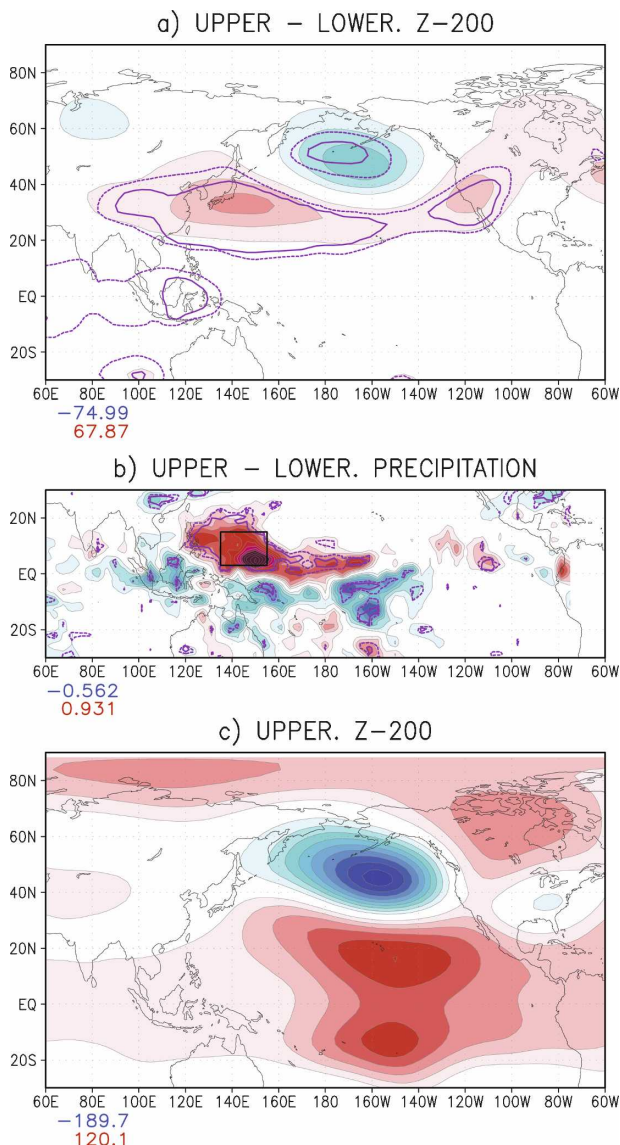 a) UPPER - LOWER. Z-200
80N
60N
40N
20N
EQ
20S
60E 80E 100E 120E 140E 160E 180 160W 140W 120W 100W 80W 60W
-74.99
67.87
b) UPPER - LOWER. PRECIPITATION
20N
EQ
20S
60E 80E 100E 120E 140E 160E 180 160W 140W 120W 100W 80W 60W
-0.562
0.931
c) UPPER. Z-200
80N
60N
40N
20N
EQ
20S
60E 80E 100E 120E 140E 160E 180 160W 140W 120W 100W 80W 60W
-189.7
120.1